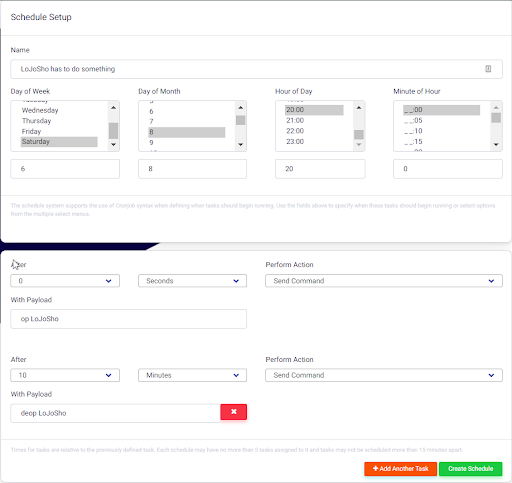 Schedule Setup
Name
LoJoSho has to do something
Day of Week
Day of Month
Hour of Day
Minute of Hour
Tuesday
Wednesday
Thursday
Friday
Saturday
6
7
8
9
20:00
21:00
22:00
23:00
_ _:00
_ _:05
_ _:10
_ _:15
6
8
20
0
The schedule system supports the use of Cronjob syntax when defining when tasks should begin running. Use the fields above to specify when these tasks should begin running or select options
from the multiple select menus.
After
Perform Action
0
Seconds
Send Command
With Payload
op LoJoSho
After
Perform Action
10
Minutes
Send Command
With Payload
deop LoJoSho
Times for tasks are relative to the previously defined task. Each schedule may have no more than 5 tasks assigned to it and tasks may not be scheduled more than 15 minutes apart.
Add Another Task
Create Schedule